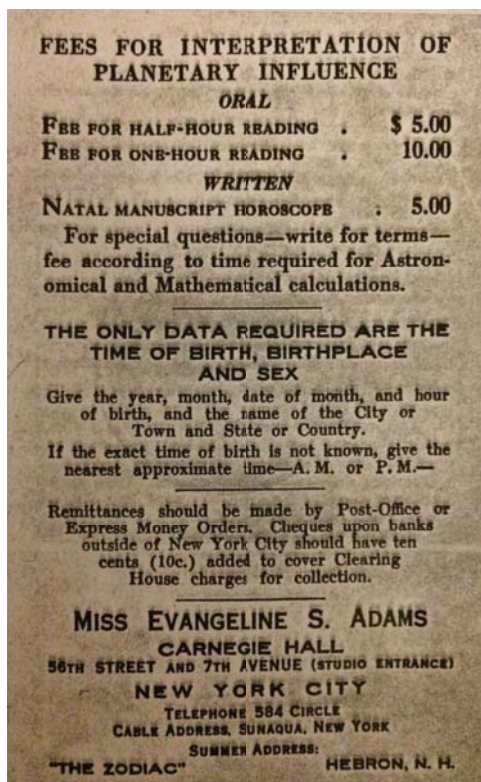 FEES FOR INTERPRETATION OF
PLANETARY INFLUENCE
ORAL
FEE FOR HALF-HOUR READING . $ 5.00
FEE FOR ONE-HOUR READING . 10.00
WRITTEN
NATAL MANUSCRIPT HOROSCOPE . 5.00
For special questions—write for terms—
fee according to time required for Astron-
omical and Mathematical calculations.
THE ONLY DATA REQUIRED ARE THE
TIME OF BIRTH, BIRTHPLACE
AND SEX
Give the year, month, date of month, and hour
of birth, and the name of the City or
Town and State or Country.
If the exact time of birth is not known, give the
nearest approximate time—A. M. or P. M.—
Remittances should be made by Post-Office or
Express Money Orders. Cheques upon banks
outside of New York City should have ten
cents (10c.) added to cover Clearing
House charges for collection.
MISS EVANGELINE S. ADAMS
CARNEGIE HALL
56TH STREET AND 7TH AVENUE (STUDIO ENTRANCE)
NEW YORK CITY
TELEPHONE 584 CIRCLE
CABLE ADDRESS, SUNAQUA, NEW YORK
SUMMER ADDRESS:
"THE ZODIAC" HEBRON, N. H.